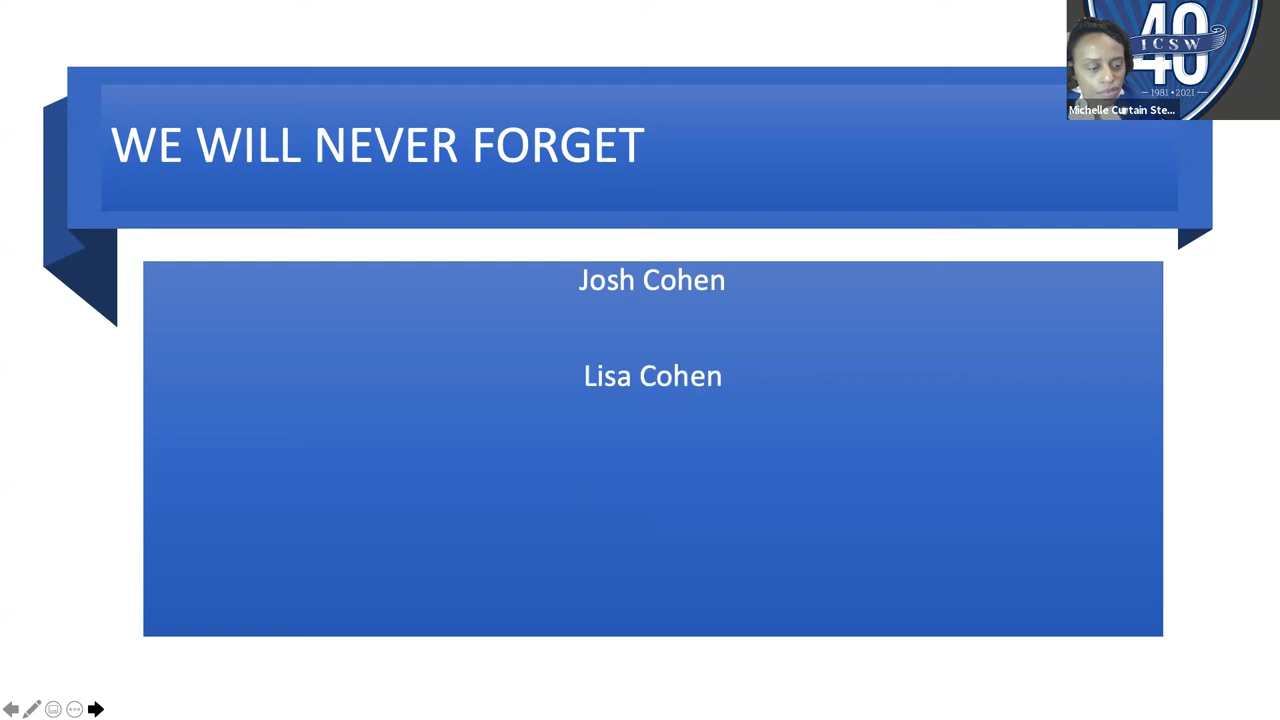 40
ICSW
1981 • 2021
Michelle Curtain Ste...
WE WILL NEVER FORGET
Josh Cohen
Lisa Cohen